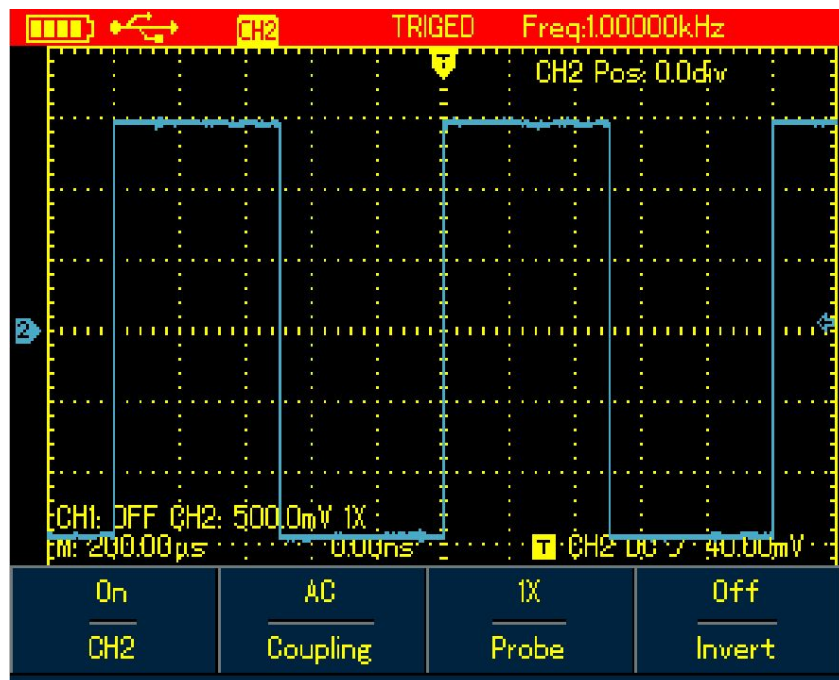 CH2 TRIGED Freq:1.00000kHz
T
CH2 Pos: 0.0div
2
CH1: OFF CH2: 500.0mV 1X
M: 200.00µs 0.00ns T CH2 DC 40.00mV
On AC 1X Off
CH2 Coupling Probe Invert